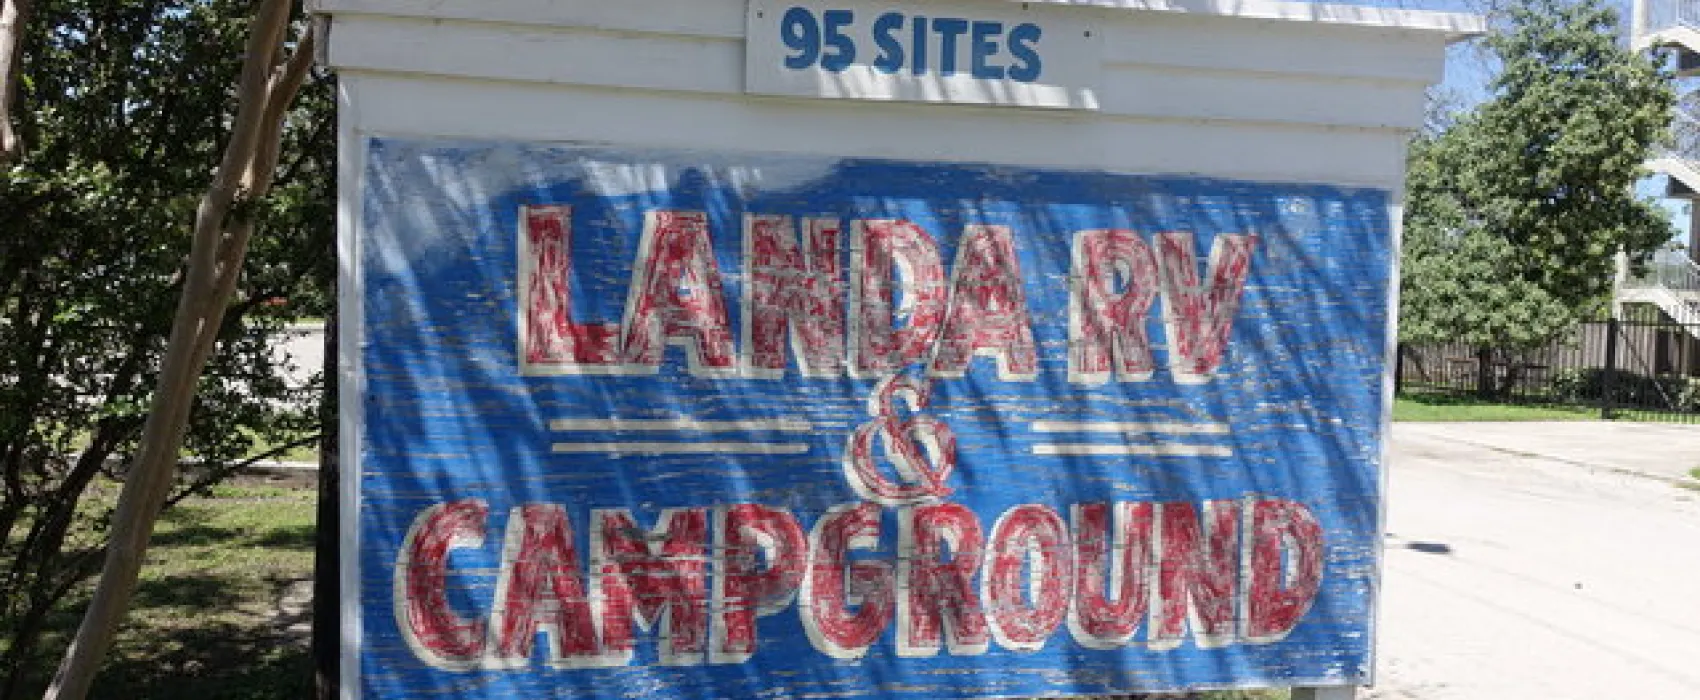 95 SITES
LANDA RV
&
CAMPGROUND